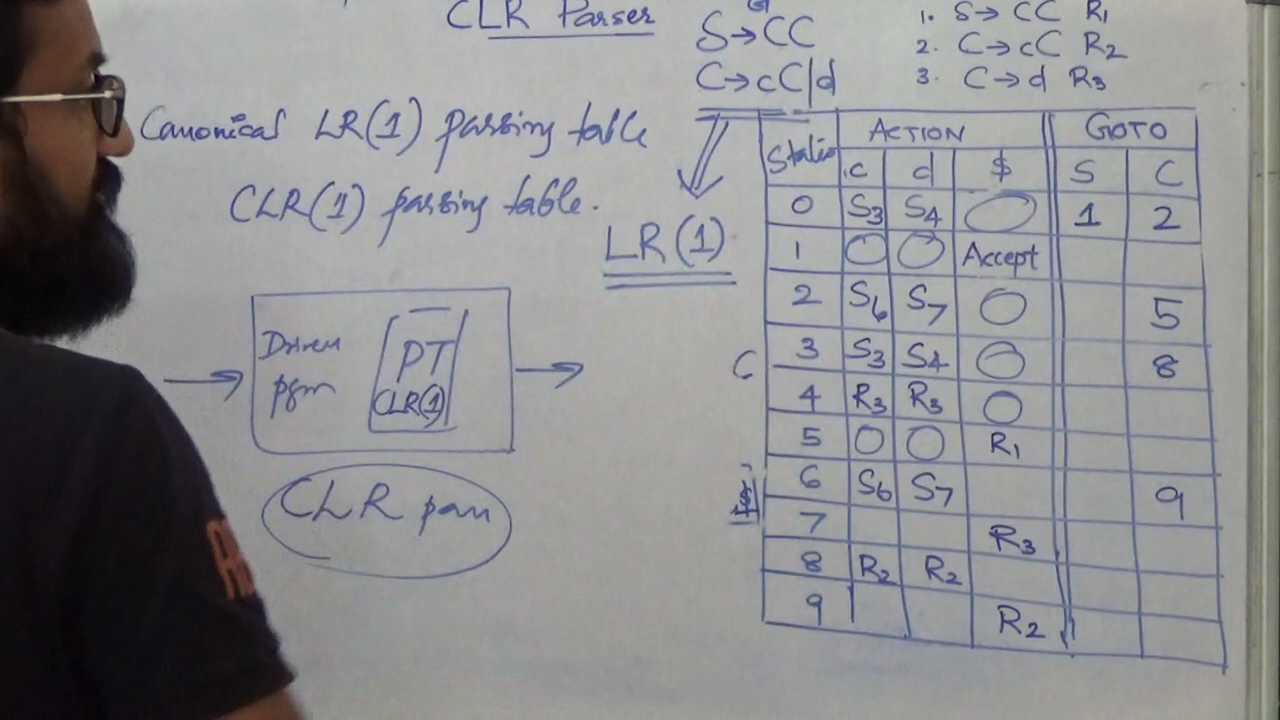 CLR Parser
S→CC
C→cC|d
1. S→ CC R1
2. C→cC R2
3. C→d R3
Canonical LR(1) parsing table
CLR(1) parsing table.
LR(1)
Driven pgm
PT
CLR(1)
CLR par
ACTION GOTO
c d $ S C
0 S3 S4 1 2
1 Accept
2 S6 S7 5
3 S3 S4 8
4 R3 R3
5 R1
6 S6 S7 9
7 R3
8 R2 R2
9 R2
C